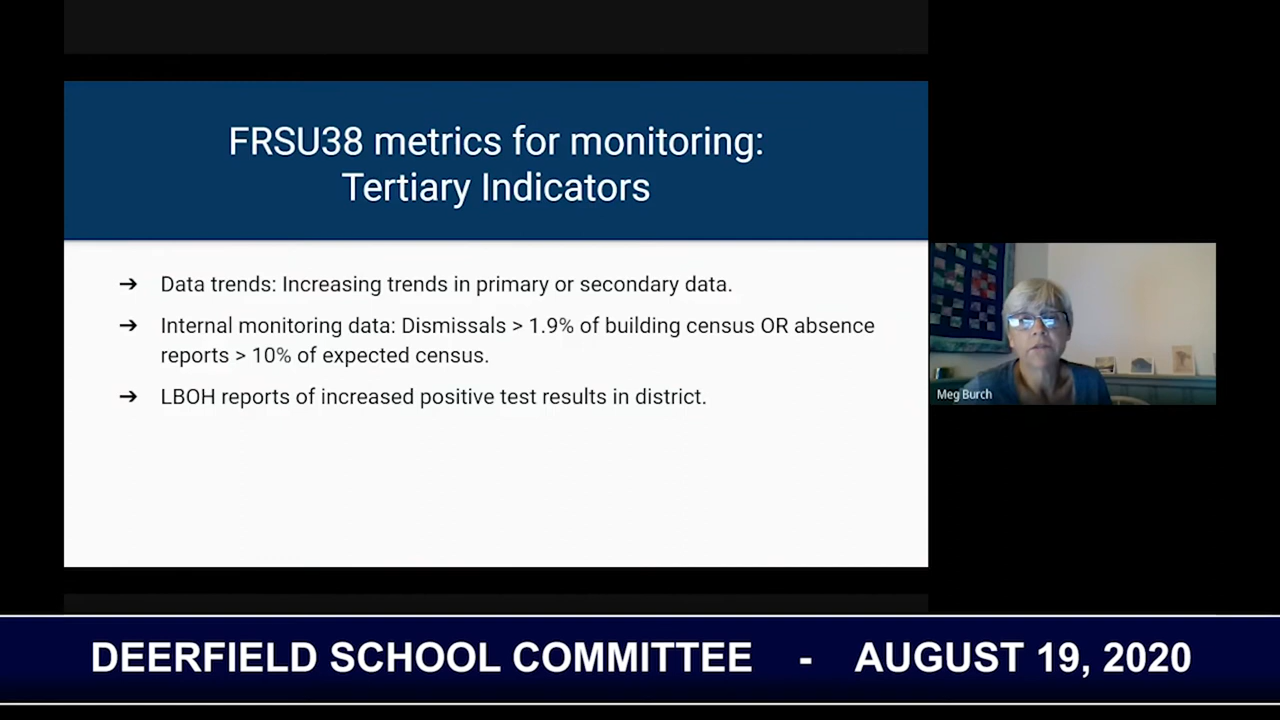 FRSU38 metrics for monitoring:
Tertiary Indicators
➔ Data trends: Increasing trends in primary or secondary data.
➔ Internal monitoring data: Dismissals > 1.9% of building census OR absence
reports > 10% of expected census.
➔ LBOH reports of increased positive test results in district.
Meg Burch
DEERFIELD SCHOOL COMMITTEE - AUGUST 19, 2020